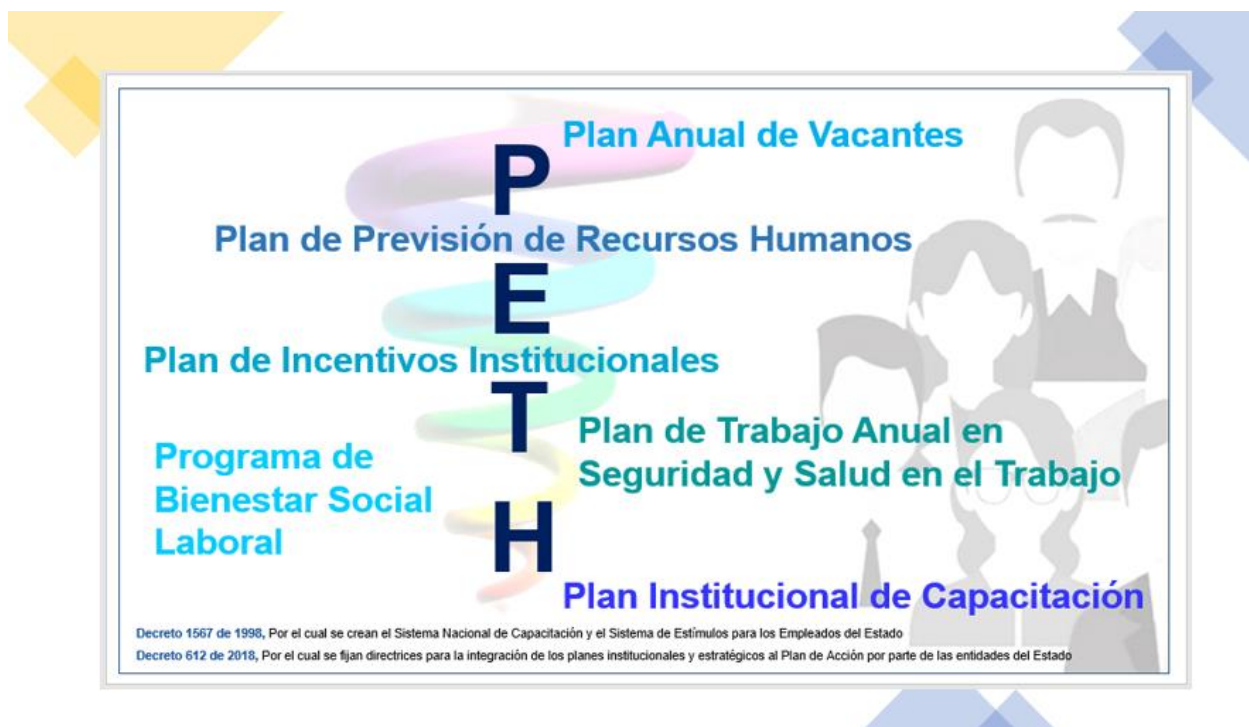 Plan Anual de Vacantes
P
Plan de Previsión de Recursos Humanos
E
Plan de Incentivos Institucionales
T
Plan de Trabajo Anual en
Seguridad y Salud en el Trabajo
Programa de
Bienestar Social
Laboral
H
Plan Institucional de Capacitación
Decreto 1567 de 1998, Por el cual se crean el Sistema Nacional de Capacitación y el Sistema de Estímulos para los Empleados del Estado
Decreto 612 de 2018, Por el cual se fijan directrices para la integración de los planes institucionales y estratégicos al Plan de Acción por parte de las entidades del Estado